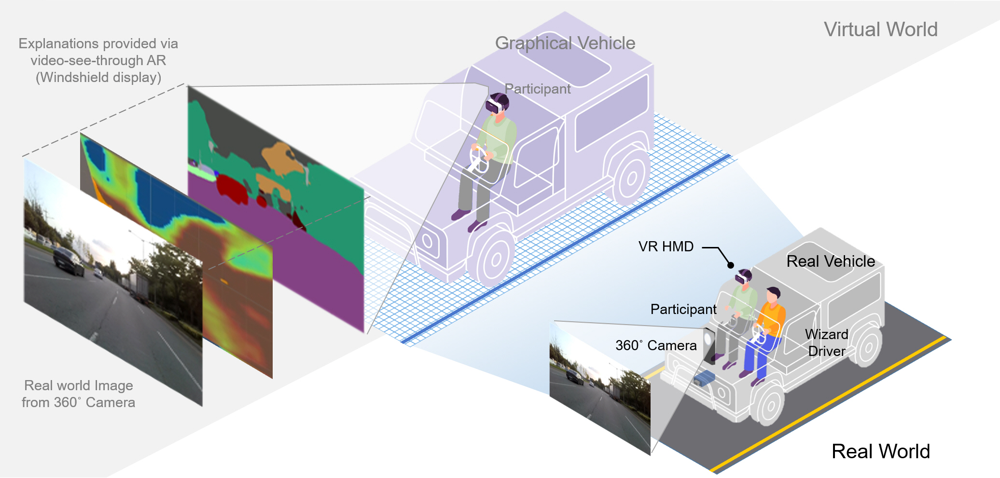 Virtual World
Graphical Vehicle
Explanations provided via
video-see-through AR
(Windshield display)
Participant
VR HMD
Real Vehicle
Participant
360˚ Camera
Wizard
Driver
Real world Image
from 360˚ Camera
Real World